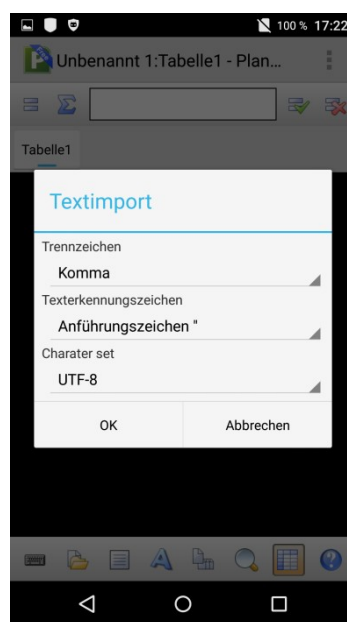 100 % 17:22
Unbenannt 1:Tabelle1 - Plan...
Tabelle1
Textimport
Trennzeichen
Komma
Texterkennungszeichen
Anführungszeichen "
Charater set
UTF-8
OK Abbrechen